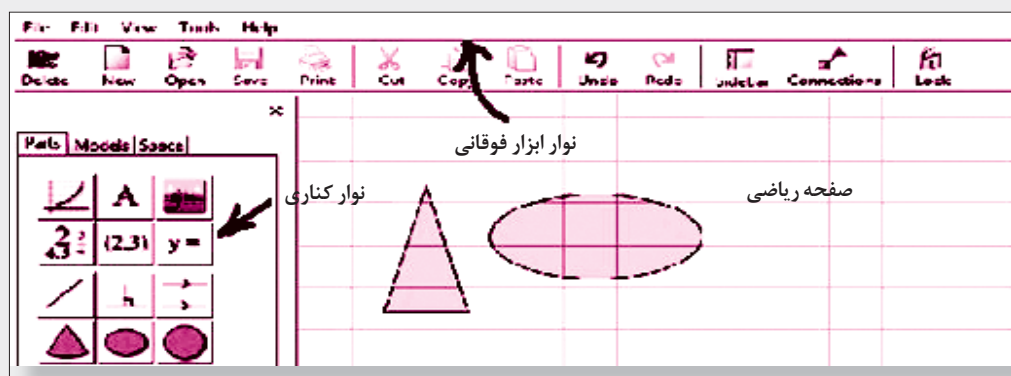 File Edit View Tools Help
Delete New Open Save Print Cut Copy Paste Undo Redo Sidebar Connections Lock
نوار ابزار فوقانی
Parts Models Space
صفحه ریاضی
نوار کناری
A
(2,3) y =
h